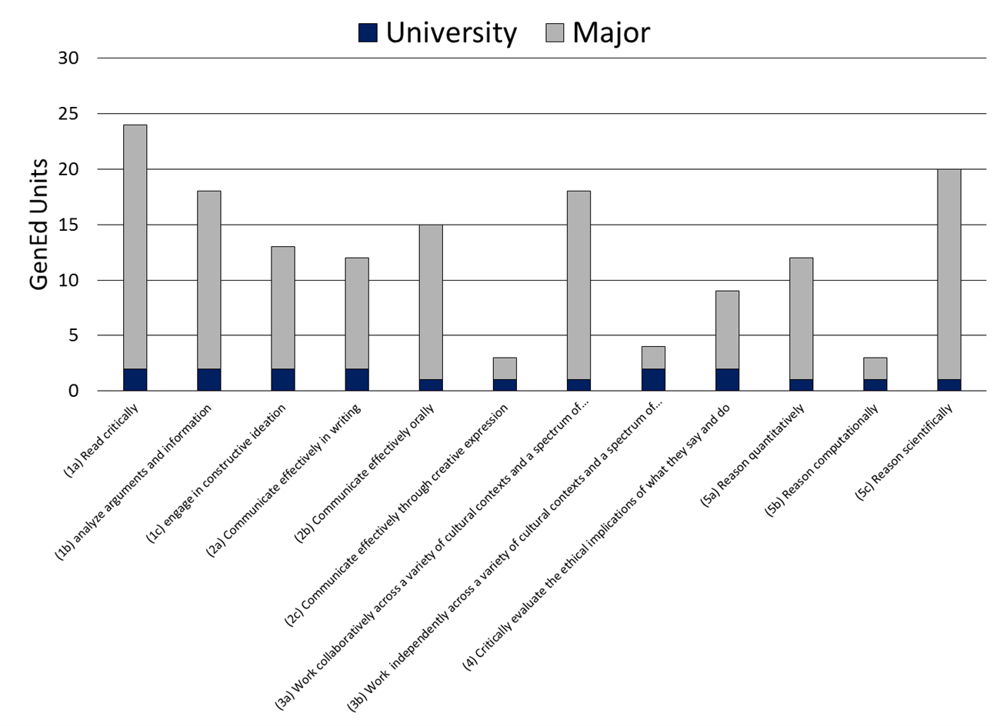 University Major
30
25
20
15
10
5
0
GenEd Units
(1a) Read critically
(1b) analyze arguments and information
(1c) engage in constructive ideation
(2a) Communicate effectively in writing
(2b) Communicate effectively orally
(2c) Communicate effectively through creative expression
(3a) Work collaboratively across a variety of cultural contexts and a spectrum of...
(3b) Work  independently across a variety of cultural contexts and a spectrum of...
(4) Critically evaluate the ethical implications of what they say and do
(5a) Reason quantitatively
(5b) Reason computationally
(5c) Reason scientifically